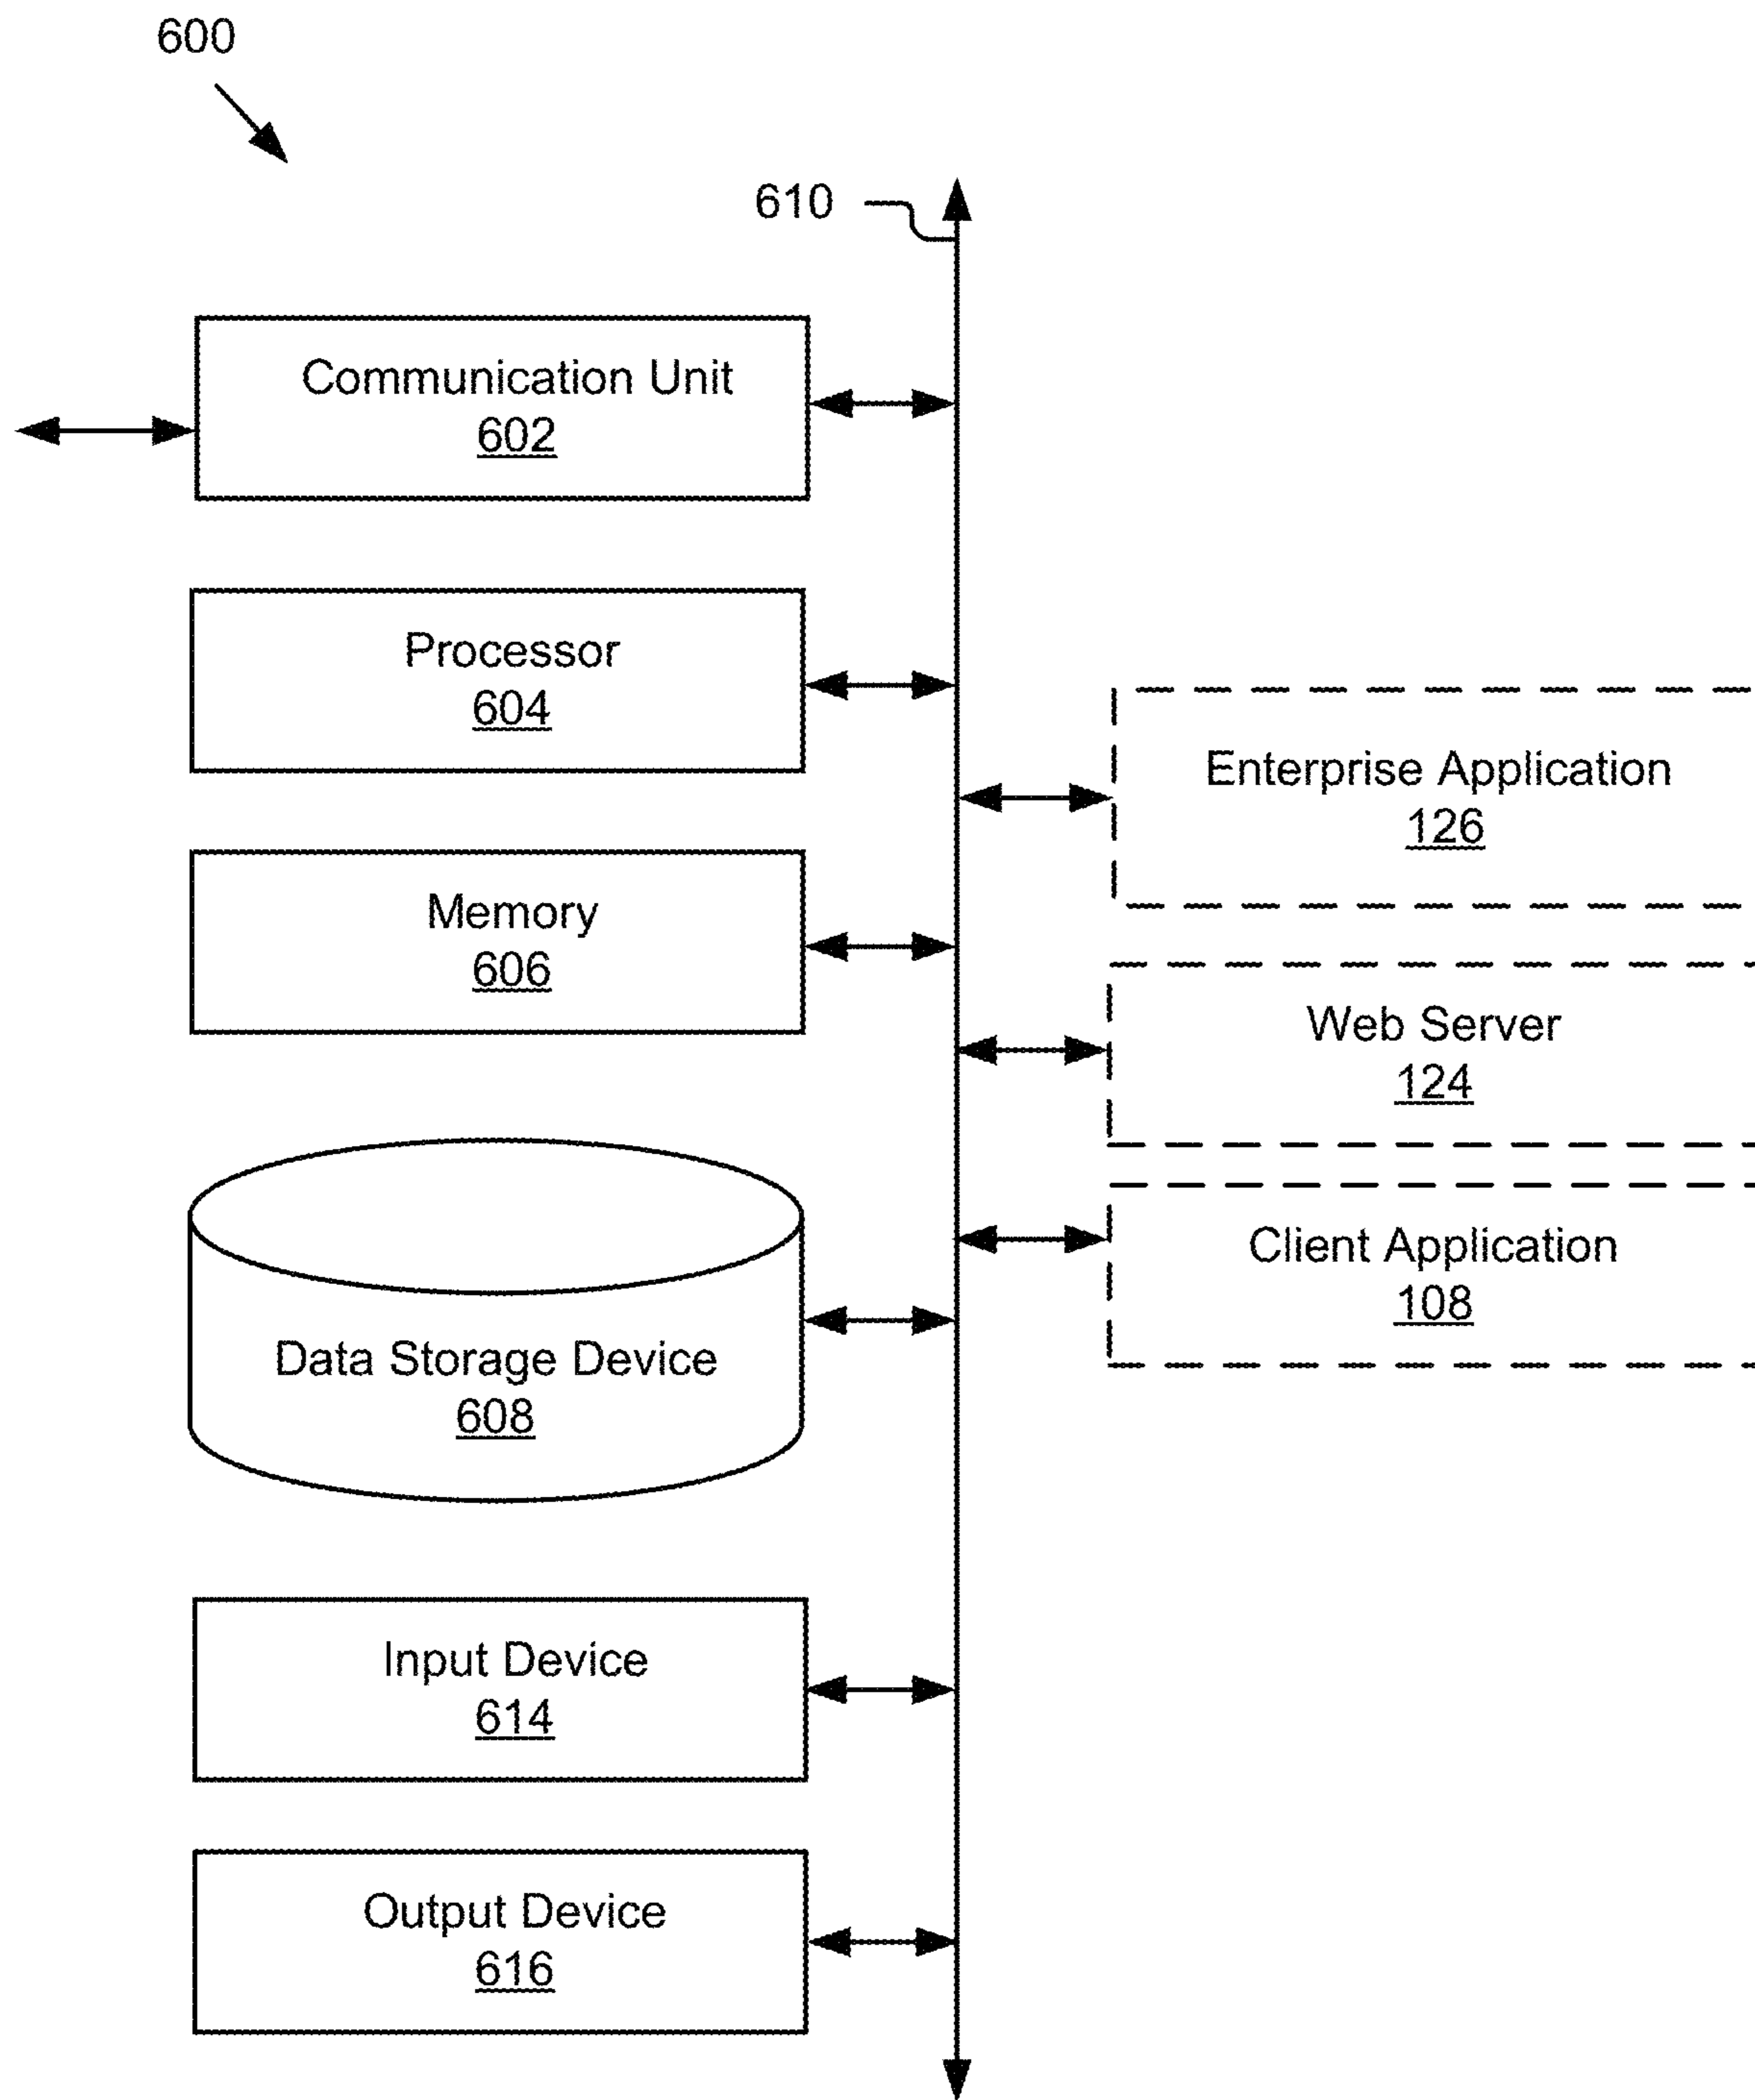 600
610
Communication Unit
602
Processor
604
Enterprise Application
126
Memory
606
Web Server
124
Client Application
108
Data Storage Device
608
Input Device
614
Output Device
616